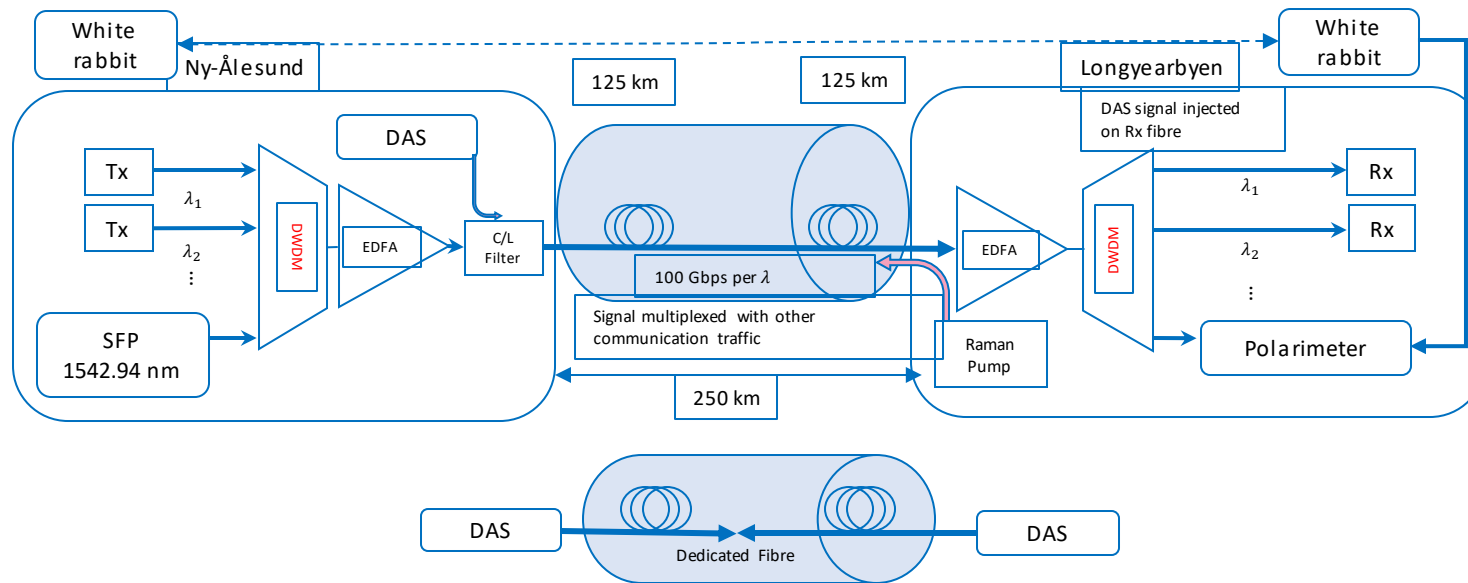 White
rabbit
White
rabbit
Ny-Ålesund
125 km
125 km
Longyearbyen
DAS signal injected
on Rx fibre
DAS
Tx
λ1
Tx
λ2
⋮
DWDM
EDFA
C/L
Filter
SFP
1542.94 nm
100 Gbps per λ
Signal multiplexed with other
communication traffic
250 km
Raman
Pump
EDFA
DWDM
λ1
Rx
λ2
Rx
⋮
Polarimeter
DAS
Dedicated Fibre
DAS